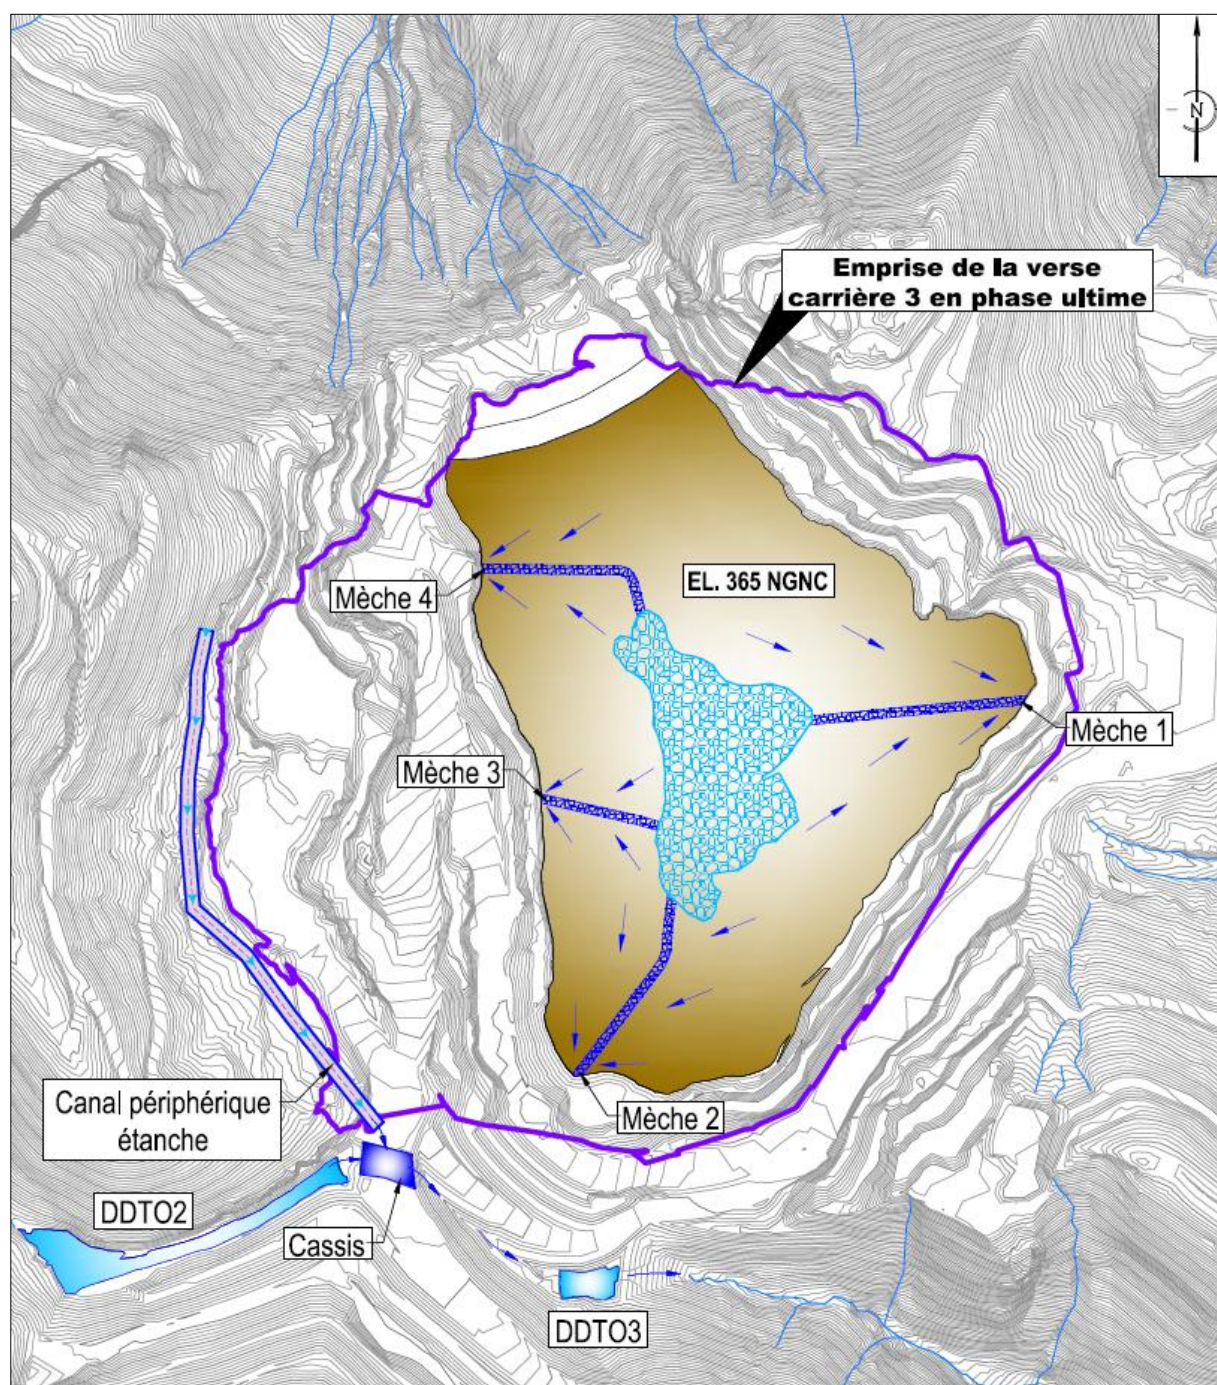 N
Emprise de la verse
carrière 3 en phase ultime
EL. 365 NGNC
Mèche 4
Mèche 1
Mèche 3
Canal périphérique
étanche
Mèche 2
DDTO2
Cassis
DDTO3